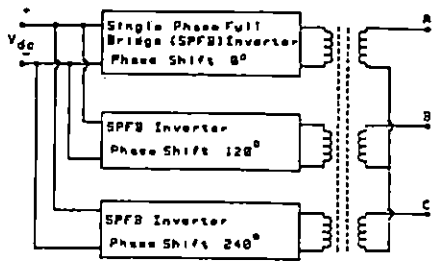 +
V dc
-
Single Phase Full
Bridge (SPFB) Inverter
Phase Shift 0°
A
SPFB Inverter
Phase Shift 120°
B
SPFB Inverter
Phase Shift 240°
C